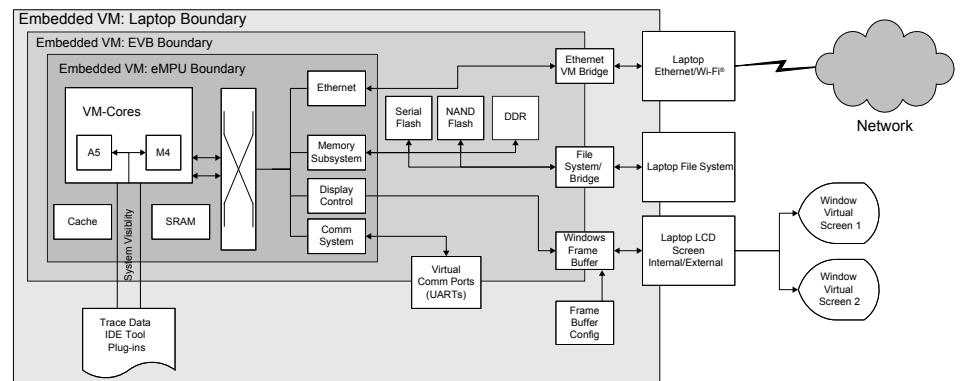 Embedded VM: Laptop Boundary
Embedded VM: EVB Boundary
Embedded VM: eMPU Boundary
VM-Cores
A5
M4
Cache
SRAM
System Visiblity
Trace Data
IDE Tool
Plug-ins
Ethernet
Memory
Subsystem
Display
Control
Comm
System
Serial
Flash
NAND
Flash
DDR
Virtual
Comm Ports
(UARTs)
Ethernet
VM Bridge
File
System/
Bridge
Windows
Frame
Buffer
Frame
Buffer
Config
Laptop
Ethernet/Wi-Fi®
Laptop File System
Laptop LCD
Screen
Internal/External
Network
Window
Virtual
Screen 1
Window
Virtual
Screen 2